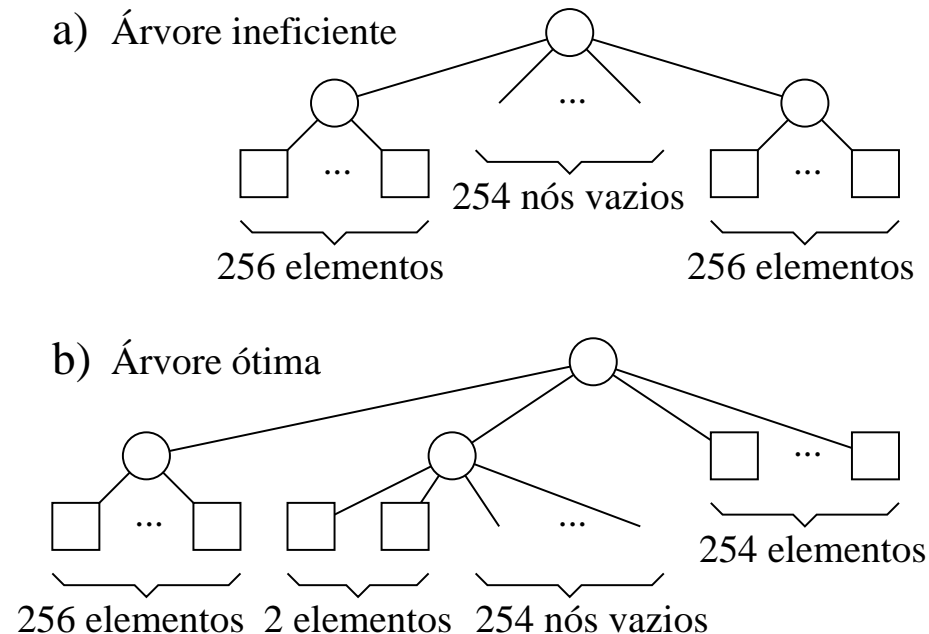 a) Árvore ineficiente
...
... ...
254 nós vazios
256 elementos 256 elementos
b) Árvore ótima
...
... ...
254 elementos
256 elementos 2 elementos 254 nós vazios